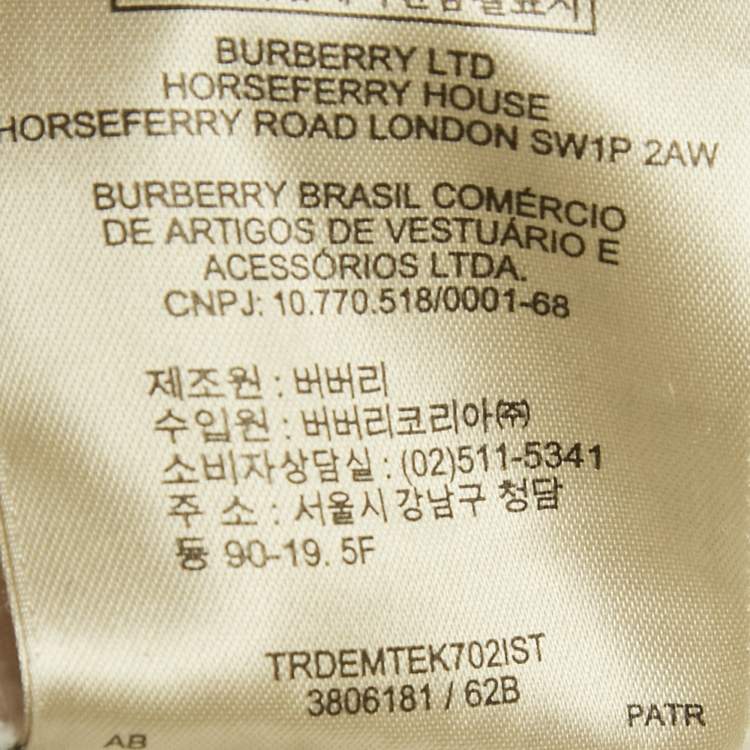 BURBERRY LTD
HORSEFERRY HOUSE
HORSEFERRY ROAD LONDON SW1P 2AW
BURBERRY BRASIL COMÉRCIO
DE ARTIGOS DE VESTUÁRIO E
ACESSÓRIOS LTDA.
CNPJ: 10.770.518/0001-68
제조원 : 버버리
수입원 : 버버리코리아㈜
소비자상담실 : (02)511-5341
주 소 : 서울시 강남구 청담
동 90-19. 5F
TRDEMTEK702IST
3806181 / 62B
PATR
AB